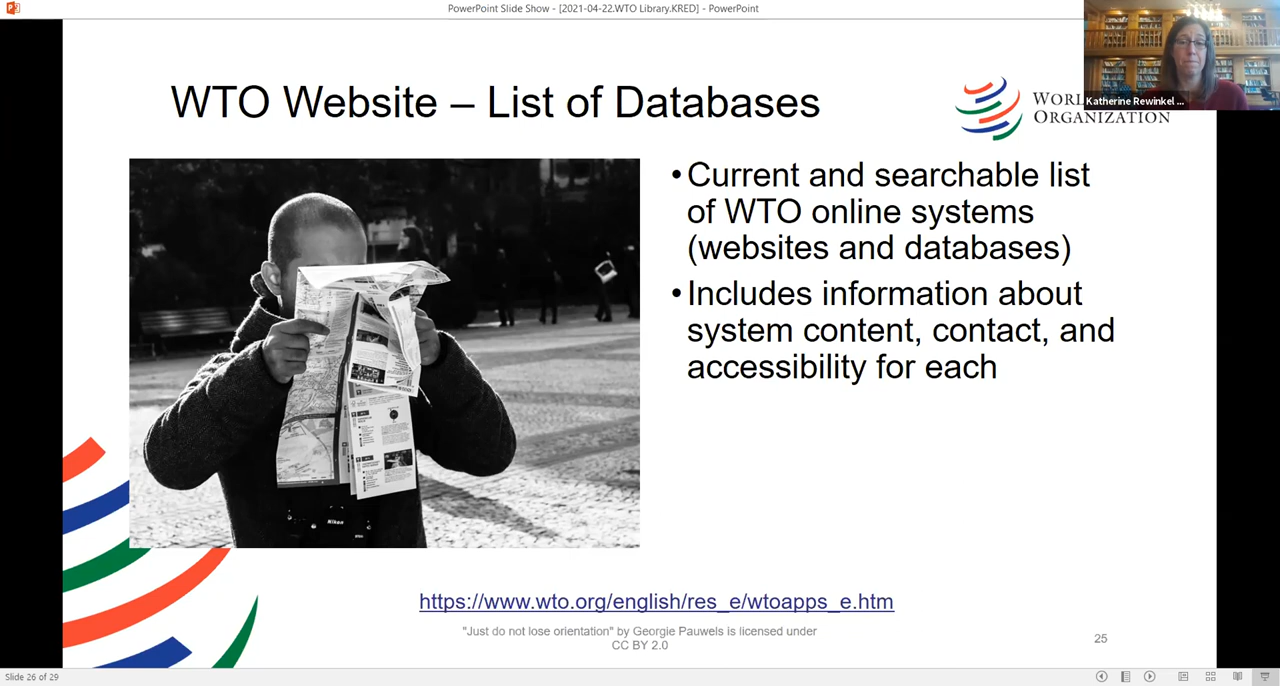 PowerPoint Slide Show - [2021-04-22.WTO Library.KRED] - PowerPoint
Katherine Rewinkel ...
WTO Website – List of Databases
WORL
ORGANIZATION
•Current and searchable list
of WTO online systems
(websites and databases)
•Includes information about
system content, contact, and
accessibility for each
Nikon
https://www.wto.org/english/res_e/wtoapps_e.htm
"Just do not lose orientation" by Georgie Pauwels is licensed under
CC BY 2.0
25
Slide 26 of 29